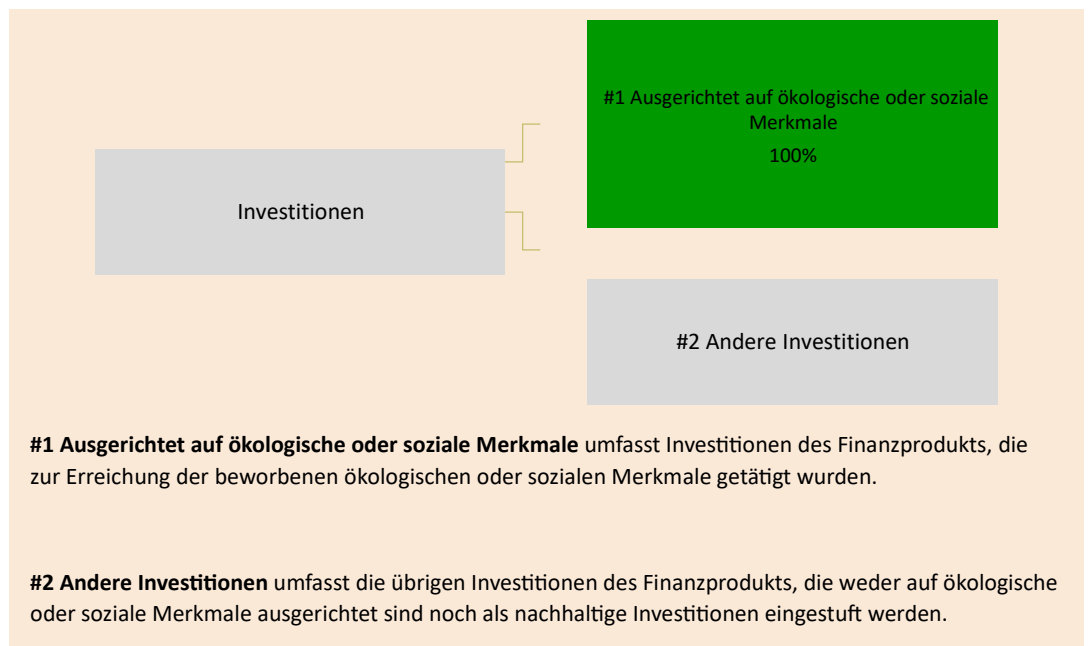 #1 Ausgerichtet auf ökologische oder soziale
Merkmale
100%
Investitionen
#2 Andere Investitionen
#1 Ausgerichtet auf ökologische oder soziale Merkmale umfasst Investitionen des Finanzprodukts, die
zur Erreichung der beworbenen ökologischen oder sozialen Merkmale getätigt wurden.
#2 Andere Investitionen umfasst die übrigen Investitionen des Finanzprodukts, die weder auf ökologische
oder soziale Merkmale ausgerichtet sind noch als nachhaltige Investitionen eingestuft werden.